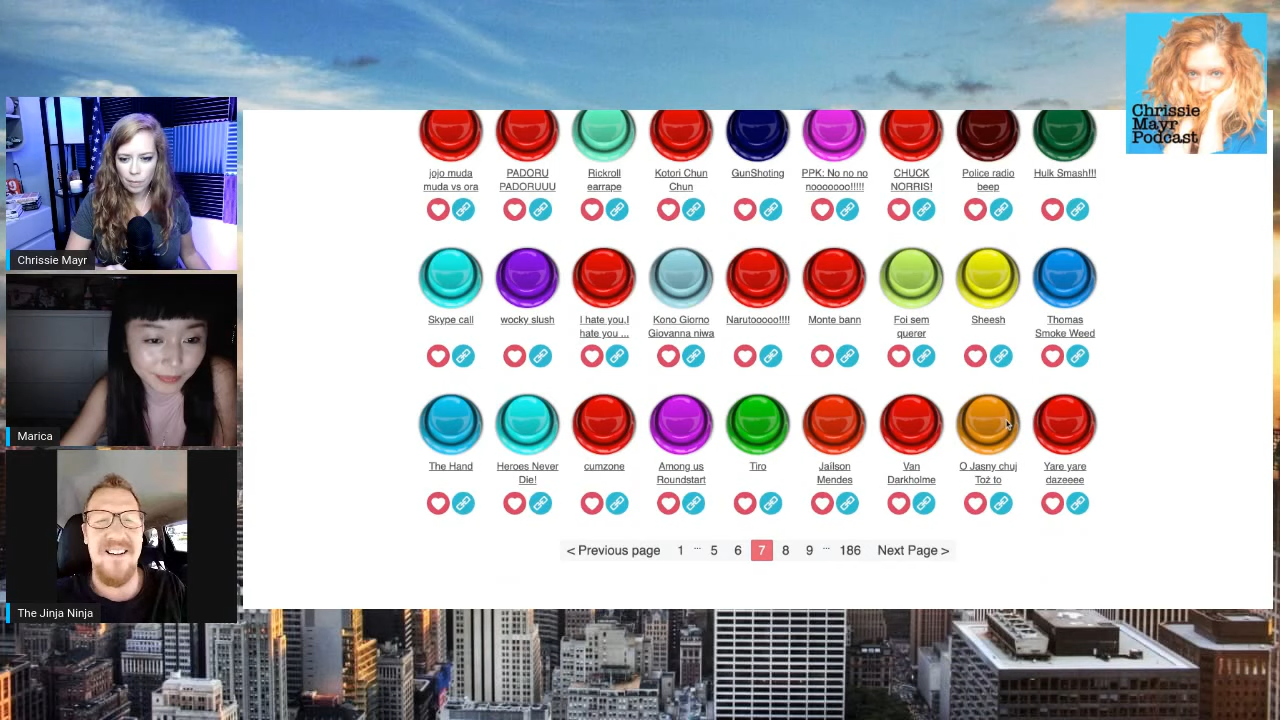 Chrissie
Mayr
Podcast
Chrissie Mayr
Marica
The Jinja Ninja
jojo muda
muda vs ora
PADORU
PADORUUU
Rickroll
earrape
Kotori Chun
Chun
GunShoting
PPK: No no no
nooooooo!!!!!
CHUCK
NORRIS!
Police radio
beep
Hulk Smash!!!
Skype call
wocky slush
I hate you,I
hate you ...
Kono Giorno
Giovanna niwa
Narutooooo!!!!
Monte bann
Foi sem
querer
Sheesh
Thomas
Smoke Weed
The Hand
Heroes Never
Die!
cumzone
Among us
Roundstart
Tiro
Jailson
Mendes
Van
Darkholme
O Jasny chuj
Toż to
Yare yare
dazeeee
< Previous page 1 ... 5 6 7 8 9 ... 186 Next Page >